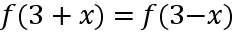 f(3 + x) = f(3−x)